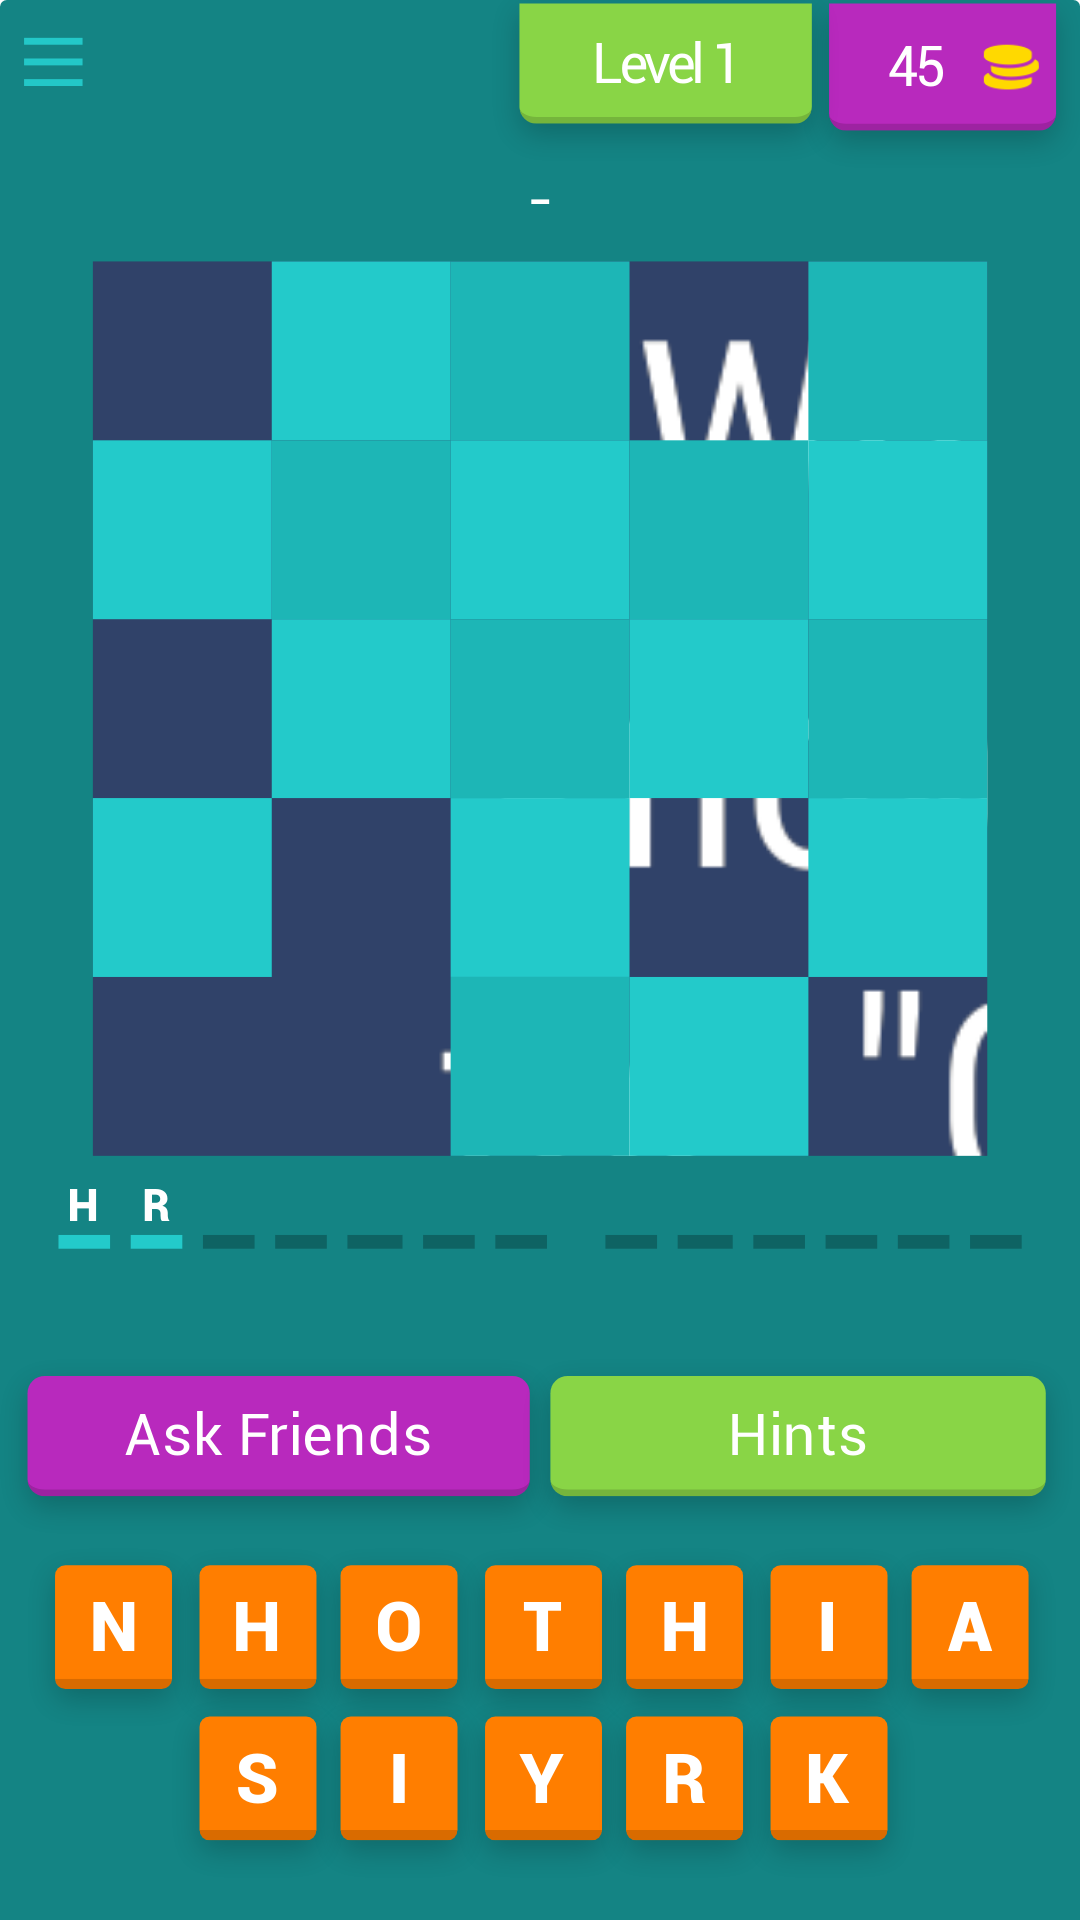 Level 1
45
-
W
"
H R
Ask Friends
Hints
N H O T H I A
S I Y R K